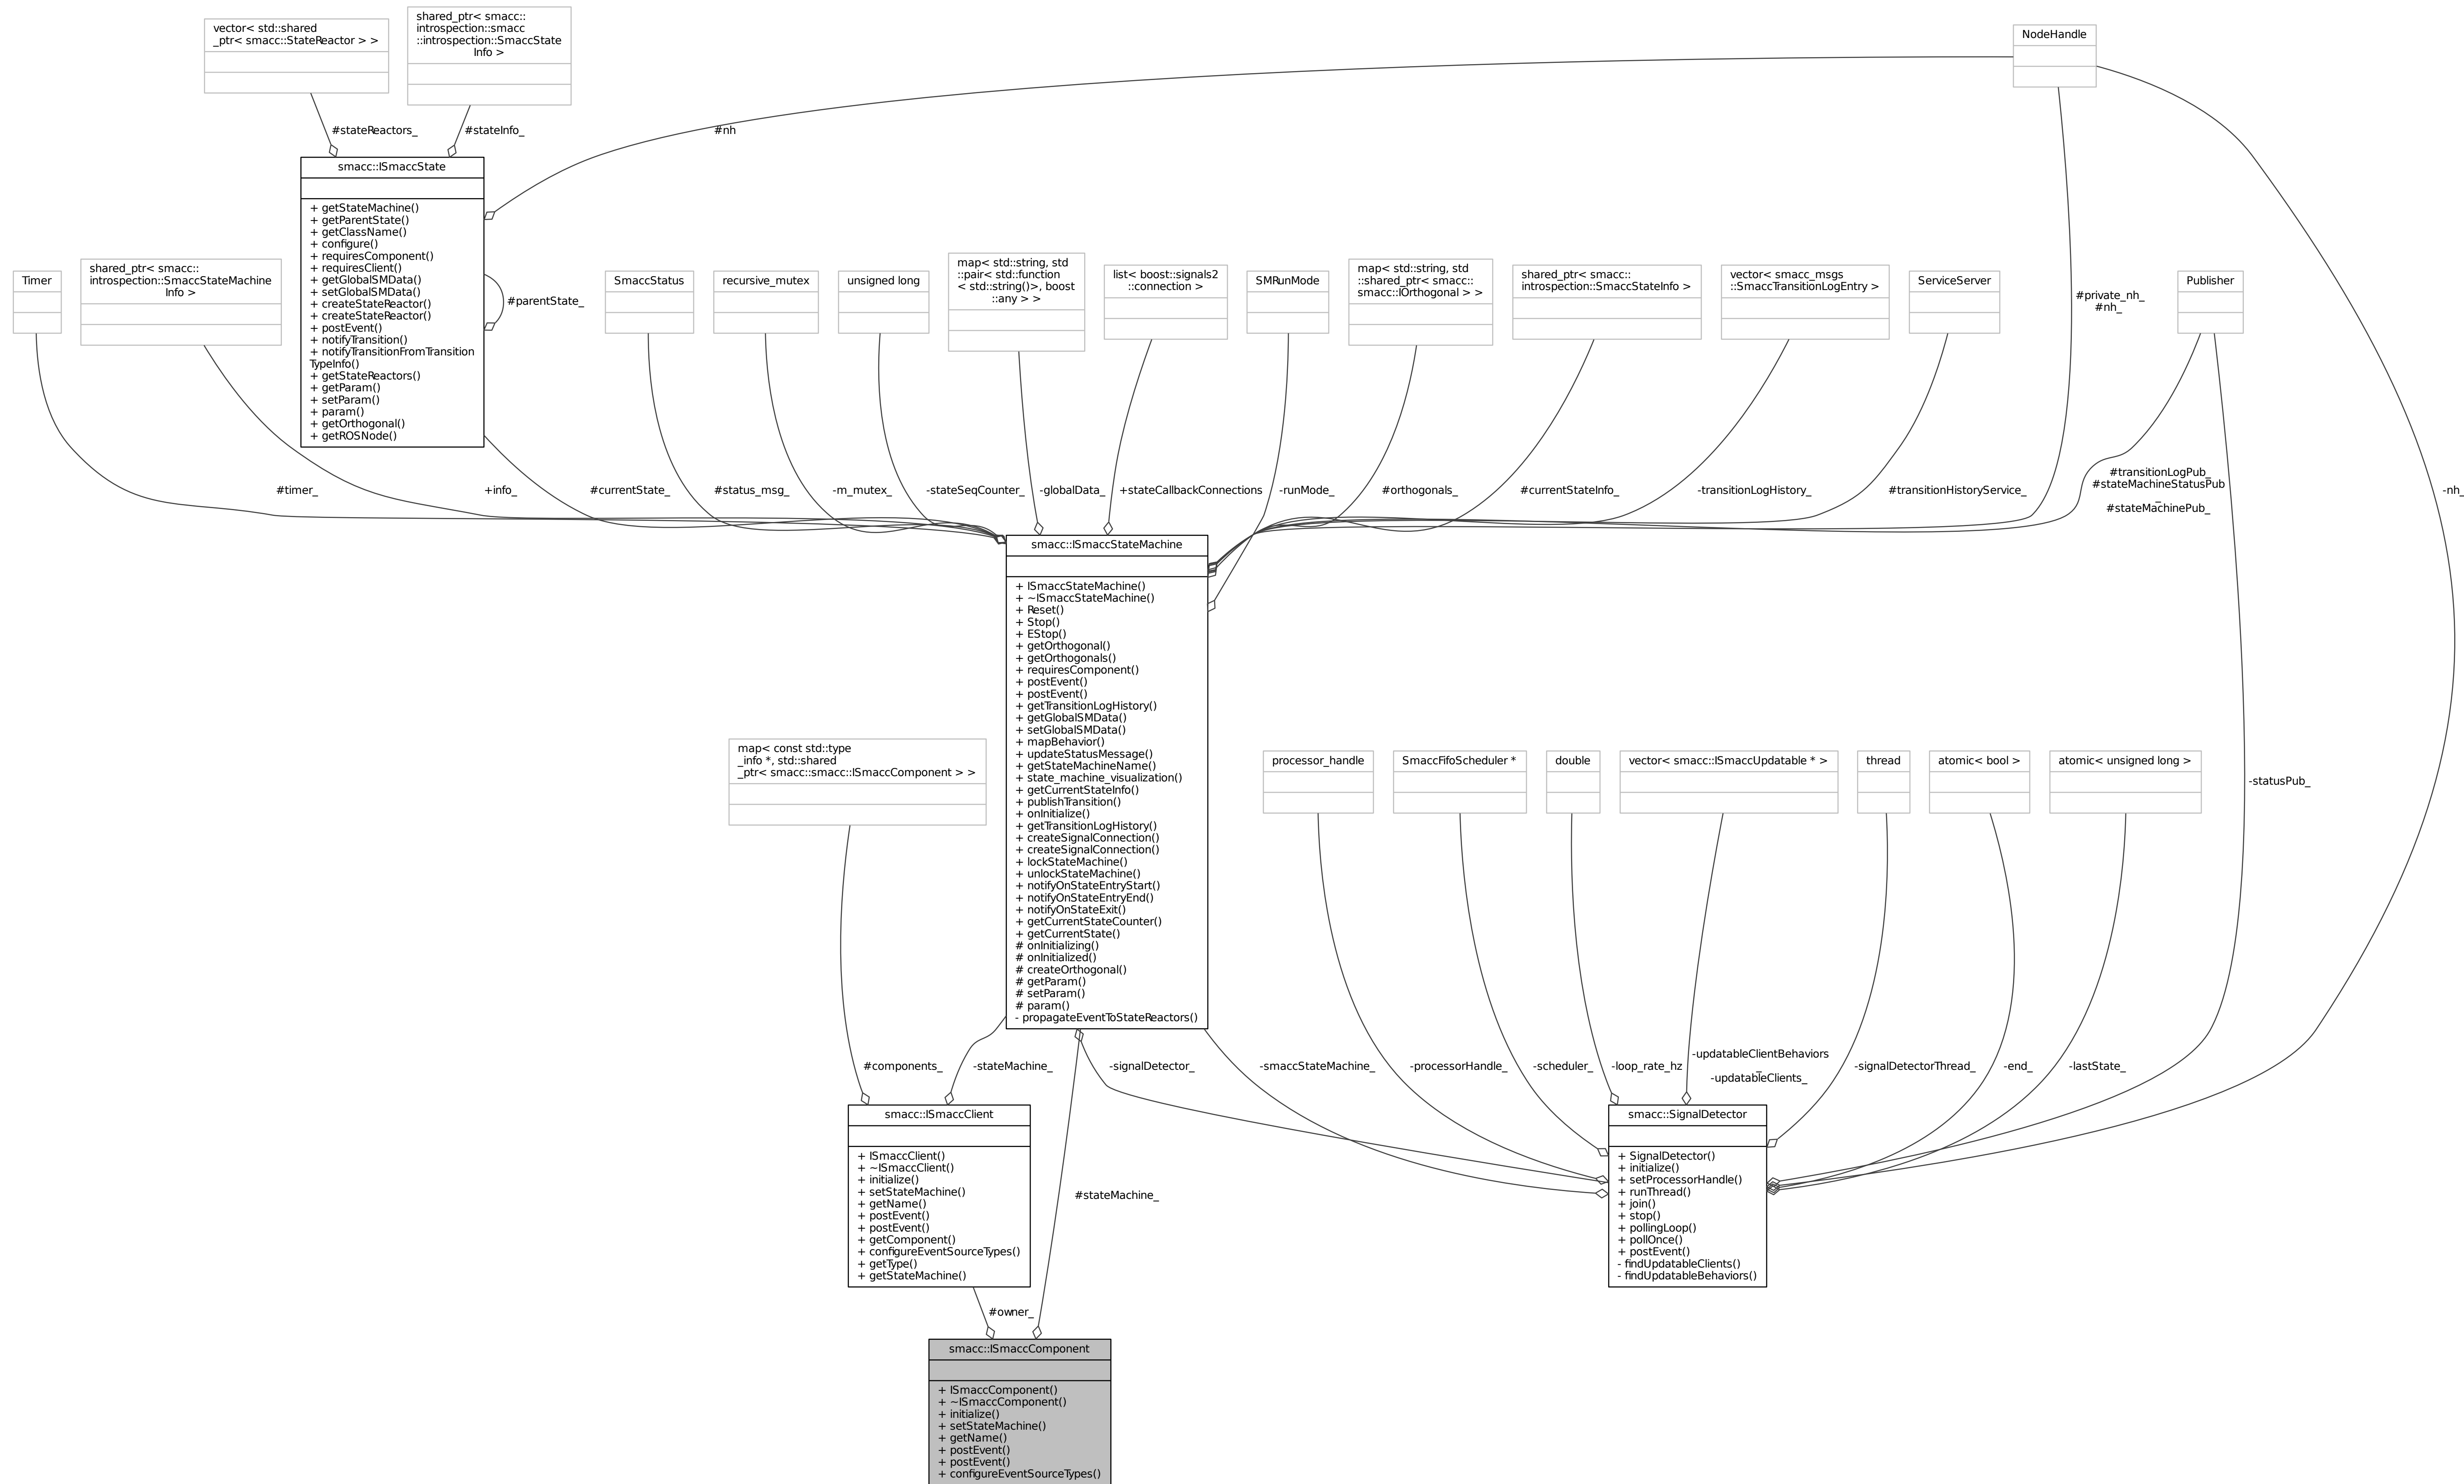 vector< std::shared
_ptr< smacc::StateReactor > >
shared_ptr< smacc::
introspection::smacc
::introspection::SmaccState
Info >
NodeHandle
#stateReactors_
#stateInfo_
#nh
smacc::ISmaccState
+ getStateMachine()
+ getParentState()
+ getClassName()
+ configure()
+ requiresComponent()
+ requiresClient()
+ getGlobalSMData()
+ setGlobalSMData()
+ createStateReactor()
+ createStateReactor()
+ postEvent()
+ notifyTransition()
+ notifyTransitionFromTransition
TypeInfo()
+ getStateReactors()
+ getParam()
+ setParam()
+ param()
+ getOrthogonal()
+ getROSNode()
#parentState_
Timer
shared_ptr< smacc::
introspection::SmaccStateMachine
Info >
SmaccStatus
recursive_mutex
unsigned long
map< std::string, std
::pair< std::function
< std::string()>, boost
::any > >
list< boost::signals2
::connection >
SMRunMode
map< std::string, std
::shared_ptr< smacc::
smacc::IOrthogonal > >
shared_ptr< smacc::
introspection::SmaccStateInfo >
vector< smacc_msgs
::SmaccTransitionLogEntry >
ServiceServer
#private_nh_
#nh_
Publisher
#timer_
+info_
#currentState_
#status_msg_
-m_mutex_
-stateSeqCounter_
-globalData_
+stateCallbackConnections
-runMode_
#orthogonals_
#currentStateInfo_
-transitionLogHistory_
#transitionHistoryService_
#transitionLogPub_
#stateMachineStatusPub
_
#stateMachinePub_
-nh_
smacc::ISmaccStateMachine
+ ISmaccStateMachine()
+ ~ISmaccStateMachine()
+ Reset()
+ Stop()
+ EStop()
+ getOrthogonal()
+ getOrthogonals()
+ requiresComponent()
+ postEvent()
+ postEvent()
+ getTransitionLogHistory()
+ getGlobalSMData()
+ setGlobalSMData()
+ mapBehavior()
+ updateStatusMessage()
+ getStateMachineName()
+ state_machine_visualization()
+ getCurrentStateInfo()
+ publishTransition()
+ onInitialize()
+ getTransitionLogHistory()
+ createSignalConnection()
+ createSignalConnection()
+ lockStateMachine()
+ unlockStateMachine()
+ notifyOnStateEntryStart()
+ notifyOnStateEntryEnd()
+ notifyOnStateExit()
+ getCurrentStateCounter()
+ getCurrentState()
# onInitializing()
# onInitialized()
# createOrthogonal()
# getParam()
# setParam()
# param()
- propagateEventToStateReactors()
map< const std::type
_info *, std::shared
_ptr< smacc::smacc::ISmaccComponent > >
processor_handle
SmaccFifoScheduler *
double
vector< smacc::ISmaccUpdatable * >
thread
atomic< bool >
atomic< unsigned long >
-statusPub_
#components_
-stateMachine_
-signalDetector_
-smaccStateMachine_
-processorHandle_
-scheduler_
-loop_rate_hz
-updatableClientBehaviors
_
-updatableClients_
-signalDetectorThread_
-end_
-lastState_
smacc::ISmaccClient
+ ISmaccClient()
+ ~ISmaccClient()
+ initialize()
+ setStateMachine()
+ getName()
+ postEvent()
+ postEvent()
+ getComponent()
+ configureEventSourceTypes()
+ getType()
+ getStateMachine()
#stateMachine_
smacc::SignalDetector
+ SignalDetector()
+ initialize()
+ setProcessorHandle()
+ runThread()
+ join()
+ stop()
+ pollingLoop()
+ pollOnce()
+ postEvent()
- findUpdatableClients()
- findUpdatableBehaviors()
#owner_
smacc::ISmaccComponent
+ ISmaccComponent()
+ ~ISmaccComponent()
+ initialize()
+ setStateMachine()
+ getName()
+ postEvent()
+ postEvent()
+ configureEventSourceTypes()